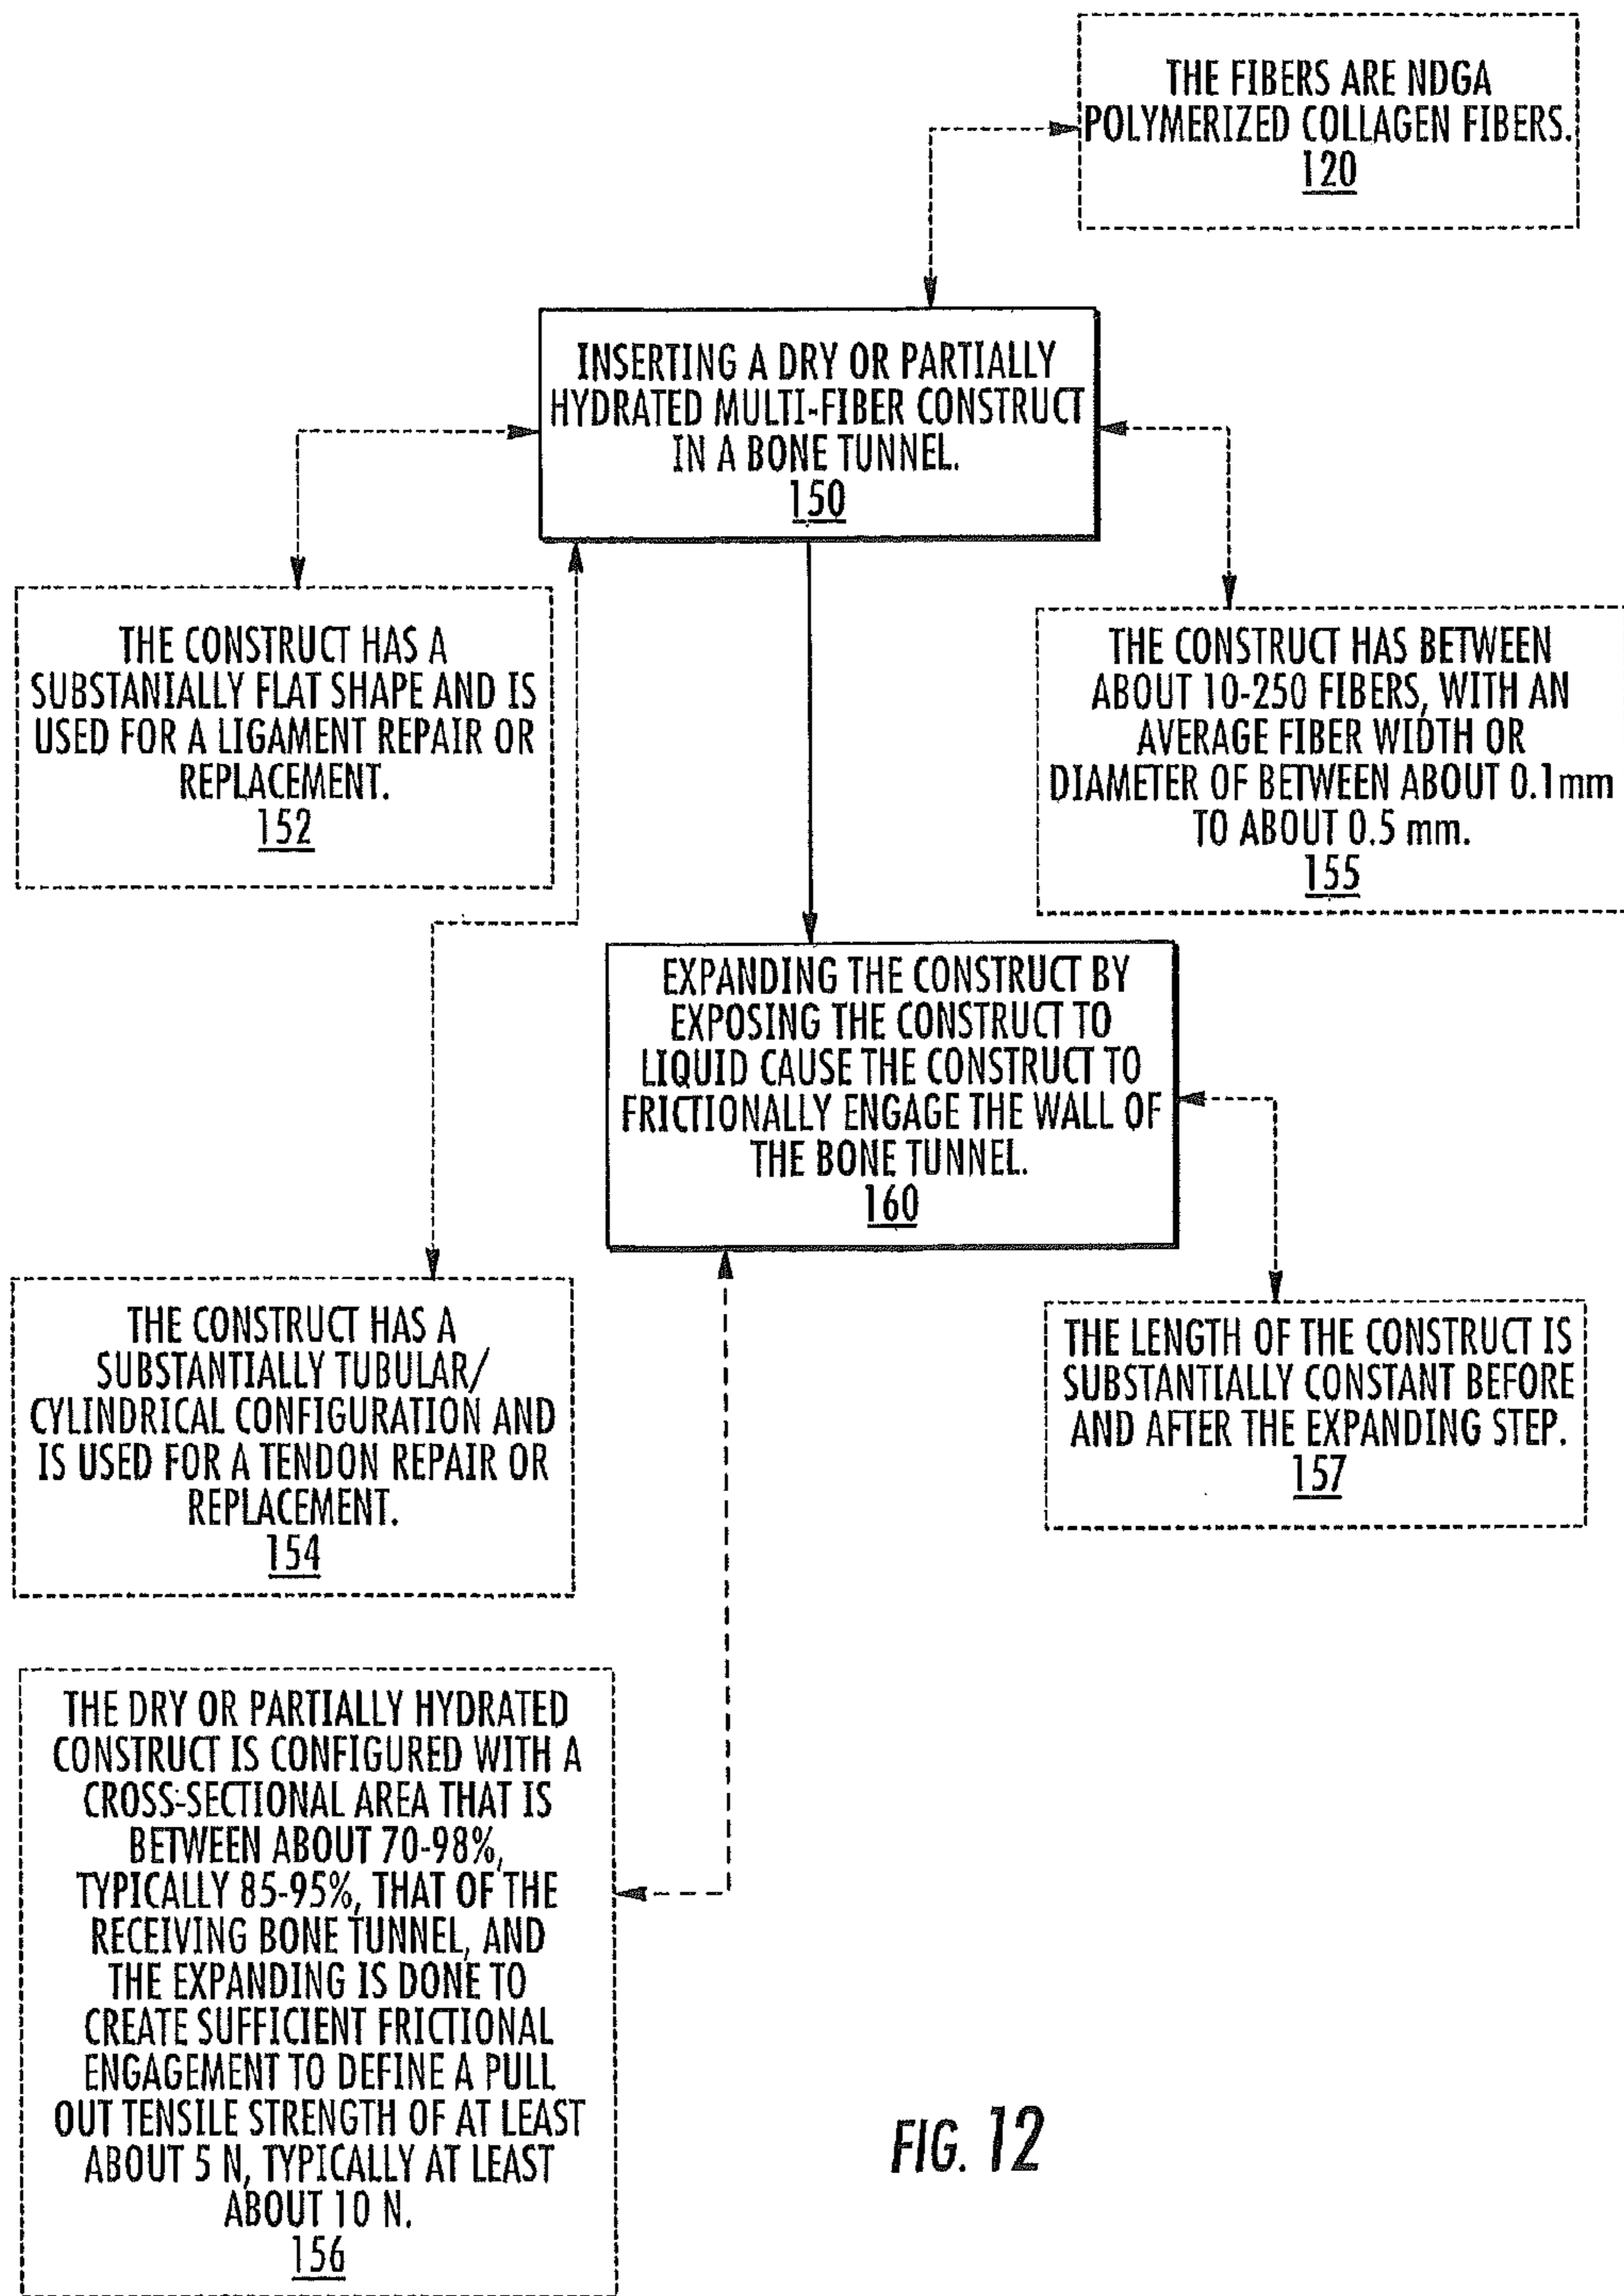 THE FIBERS ARE NDGA
POLYMERIZED COLLAGEN FIBERS.
120
INSERTING A DRY OR PARTIALLY
HYDRATED MULTI-FIBER CONSTRUCT
IN A BONE TUNNEL.
150
THE CONSTRUCT HAS A
SUBSTANIALLY FLAT SHAPE AND IS
USED FOR A LIGAMENT REPAIR OR
REPLACEMENT.
152
THE CONSTRUCT HAS BETWEEN
ABOUT 10-250 FIBERS, WITH AN
AVERAGE FIBER WIDTH OR
DIAMETER OF BETWEEN ABOUT 0.1mm
TO ABOUT 0.5 mm.
155
EXPANDING THE CONSTRUCT BY
EXPOSING THE CONSTRUCT TO
LIQUID CAUSE THE CONSTRUCT TO
FRICTIONALLY ENGAGE THE WALL OF
THE BONE TUNNEL.
160
THE CONSTRUCT HAS A
SUBSTANTIALLY TUBULAR/
CYLINDRICAL CONFIGURATION AND
IS USED FOR A TENDON REPAIR OR
REPLACEMENT.
154
THE LENGTH OF THE CONSTRUCT IS
SUBSTANTIALLY CONSTANT BEFORE
AND AFTER THE EXPANDING STEP.
157
THE DRY OR PARTIALLY HYDRATED
CONSTRUCT IS CONFIGURED WITH A
CROSS-SECTIONAL AREA THAT IS
BETWEEN ABOUT 70-98%,
TYPICALLY 85-95%, THAT OF THE
RECEIVING BONE TUNNEL, AND
THE EXPANDING IS DONE TO
CREATE SUFFICIENT FRICTIONAL
ENGAGEMENT TO DEFINE A PULL
OUT TENSILE STRENGTH OF AT LEAST
ABOUT 5 N, TYPICALLY AT LEAST
ABOUT 10 N.
156
FIG. 12